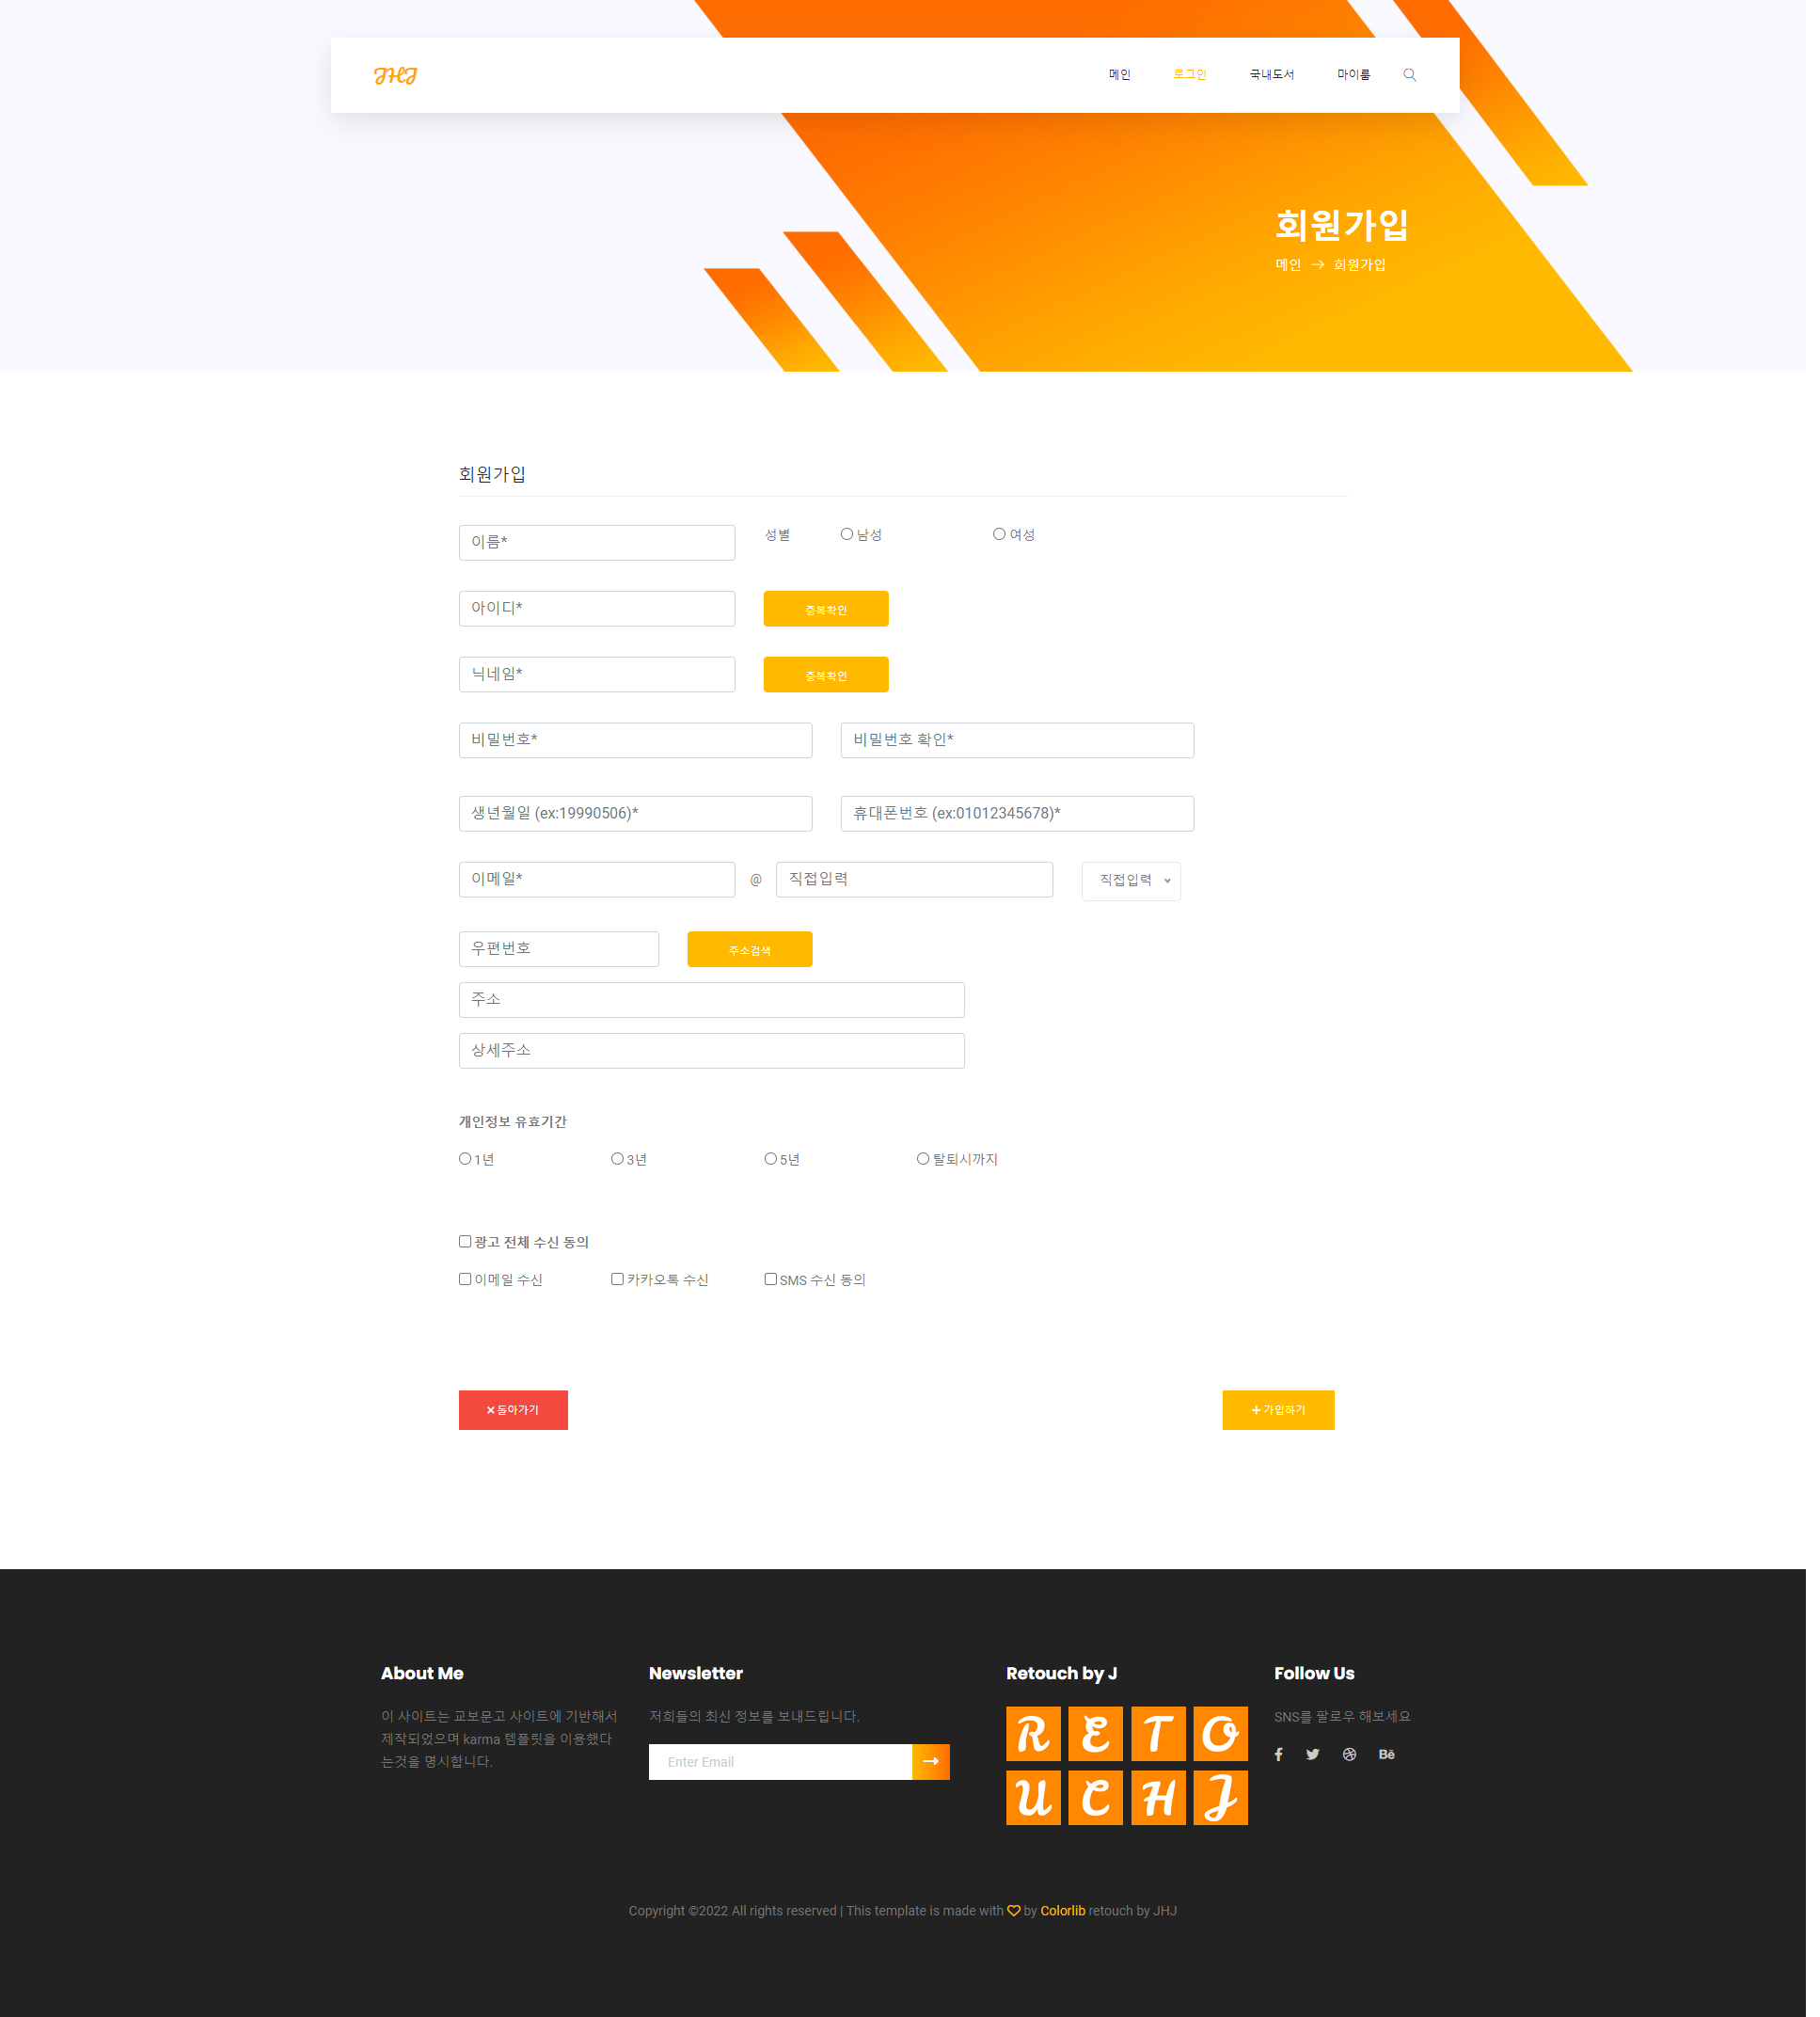 JHJ
메인 로그인 국내도서 마이룸
회원가입
메인 → 회원가입
회원가입
이름* 성별 남성 여성
아이디* 중복확인
닉네임* 중복확인
비밀번호* 비밀번호 확인*
생년월일 (ex:19990506)* 휴대폰번호 (ex:01012345678)*
이메일* @ 직접입력 직접입력
우편번호 주소검색
주소
상세주소
개인정보 유효기간
1년 3년 5년 탈퇴시까지
광고 전체 수신 동의
이메일 수신 카카오톡 수신 SMS 수신 동의
돌아가기 가입하기
About Me
이 사이트는 교보문고 사이트에 기반해서
제작되었으며 karma 템플릿을 이용했다
는것을 명시합니다.
Newsletter
저희들의 최신 정보를 보내드립니다.
Enter Email
Retouch by J
R E T O
U C H J
Follow Us
SNS를 팔로우 해보세요
Bē
Copyright ©2022 All rights reserved | This template is made with ♡ by Colorlib retouch by JHJ